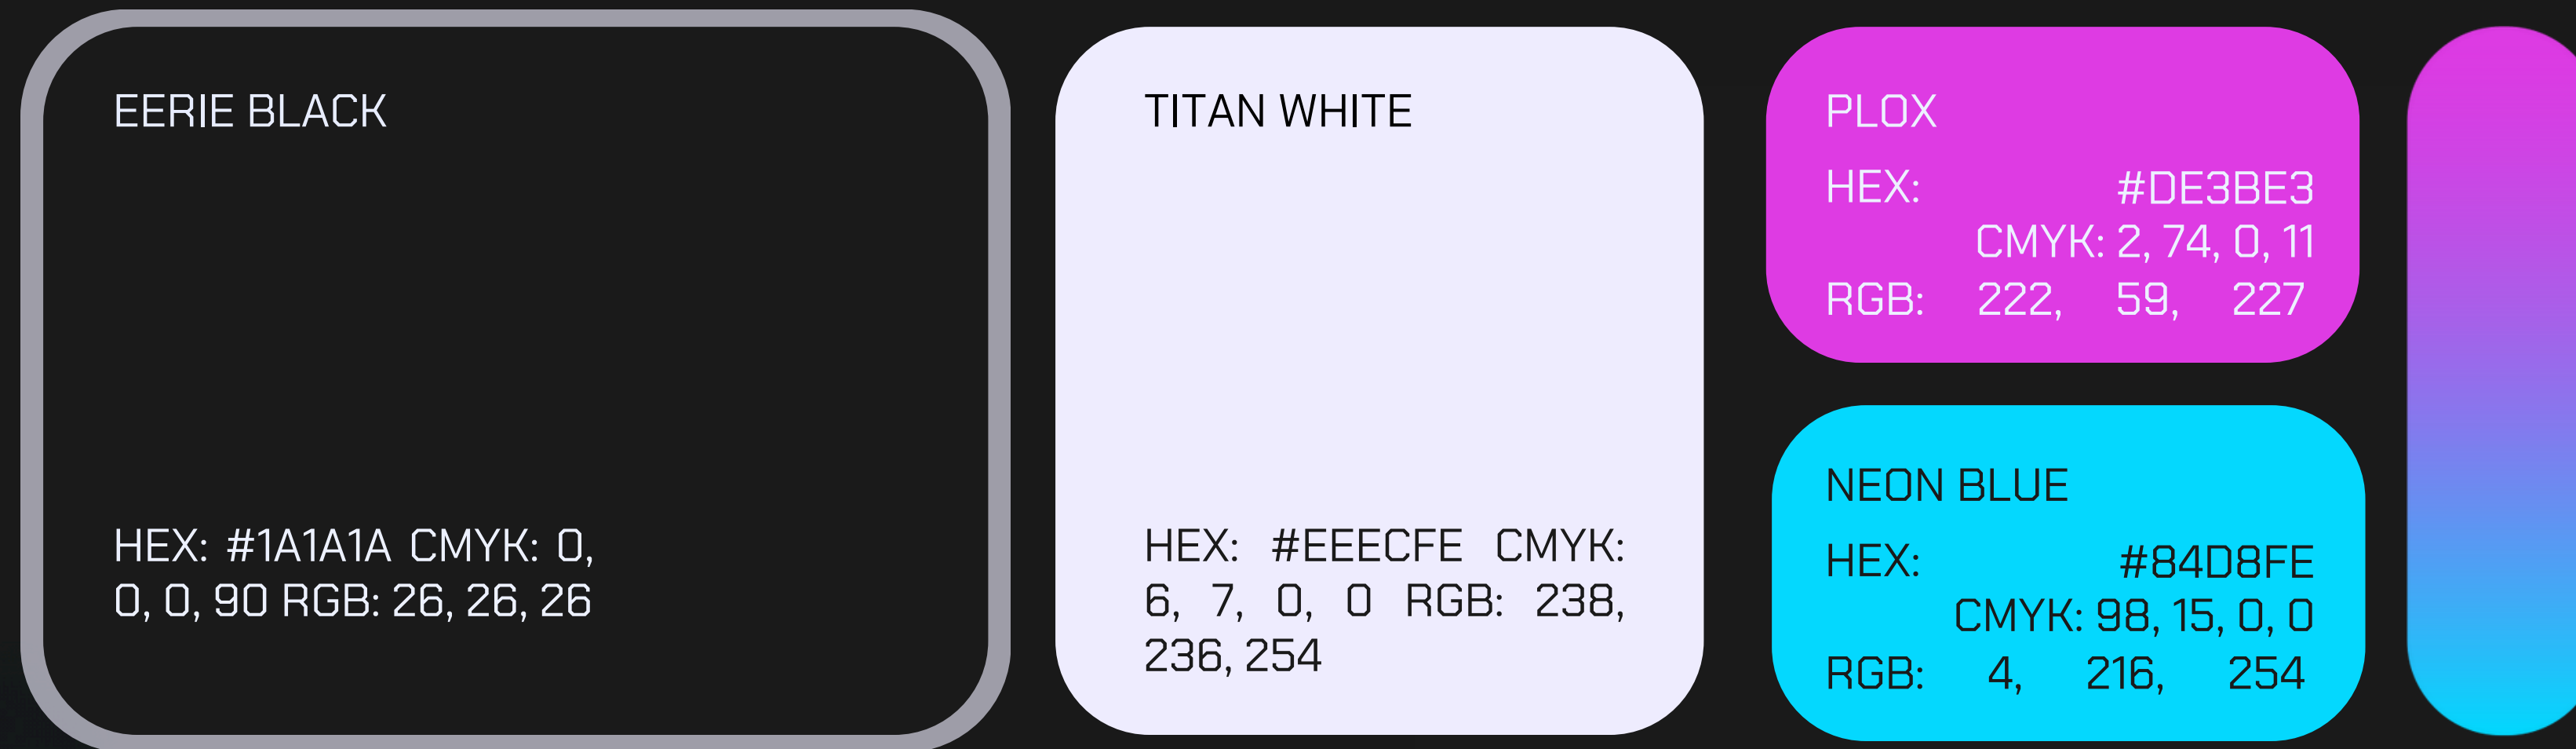 EERIE BLACK
HEX: #1A1A1A CMYK: 0,
0, 0, 90 RGB: 26, 26, 26
TITAN WHITE
HEX: #EEECFE CMYK:
6, 7, 0, 0 RGB: 238,
236, 254
PLOX
HEX: #DE3BE3
CMYK: 2, 74, 0, 11
RGB: 222, 59, 227
NEON BLUE
HEX: #84D8FE
CMYK: 98, 15, 0, 0
RGB: 4, 216, 254